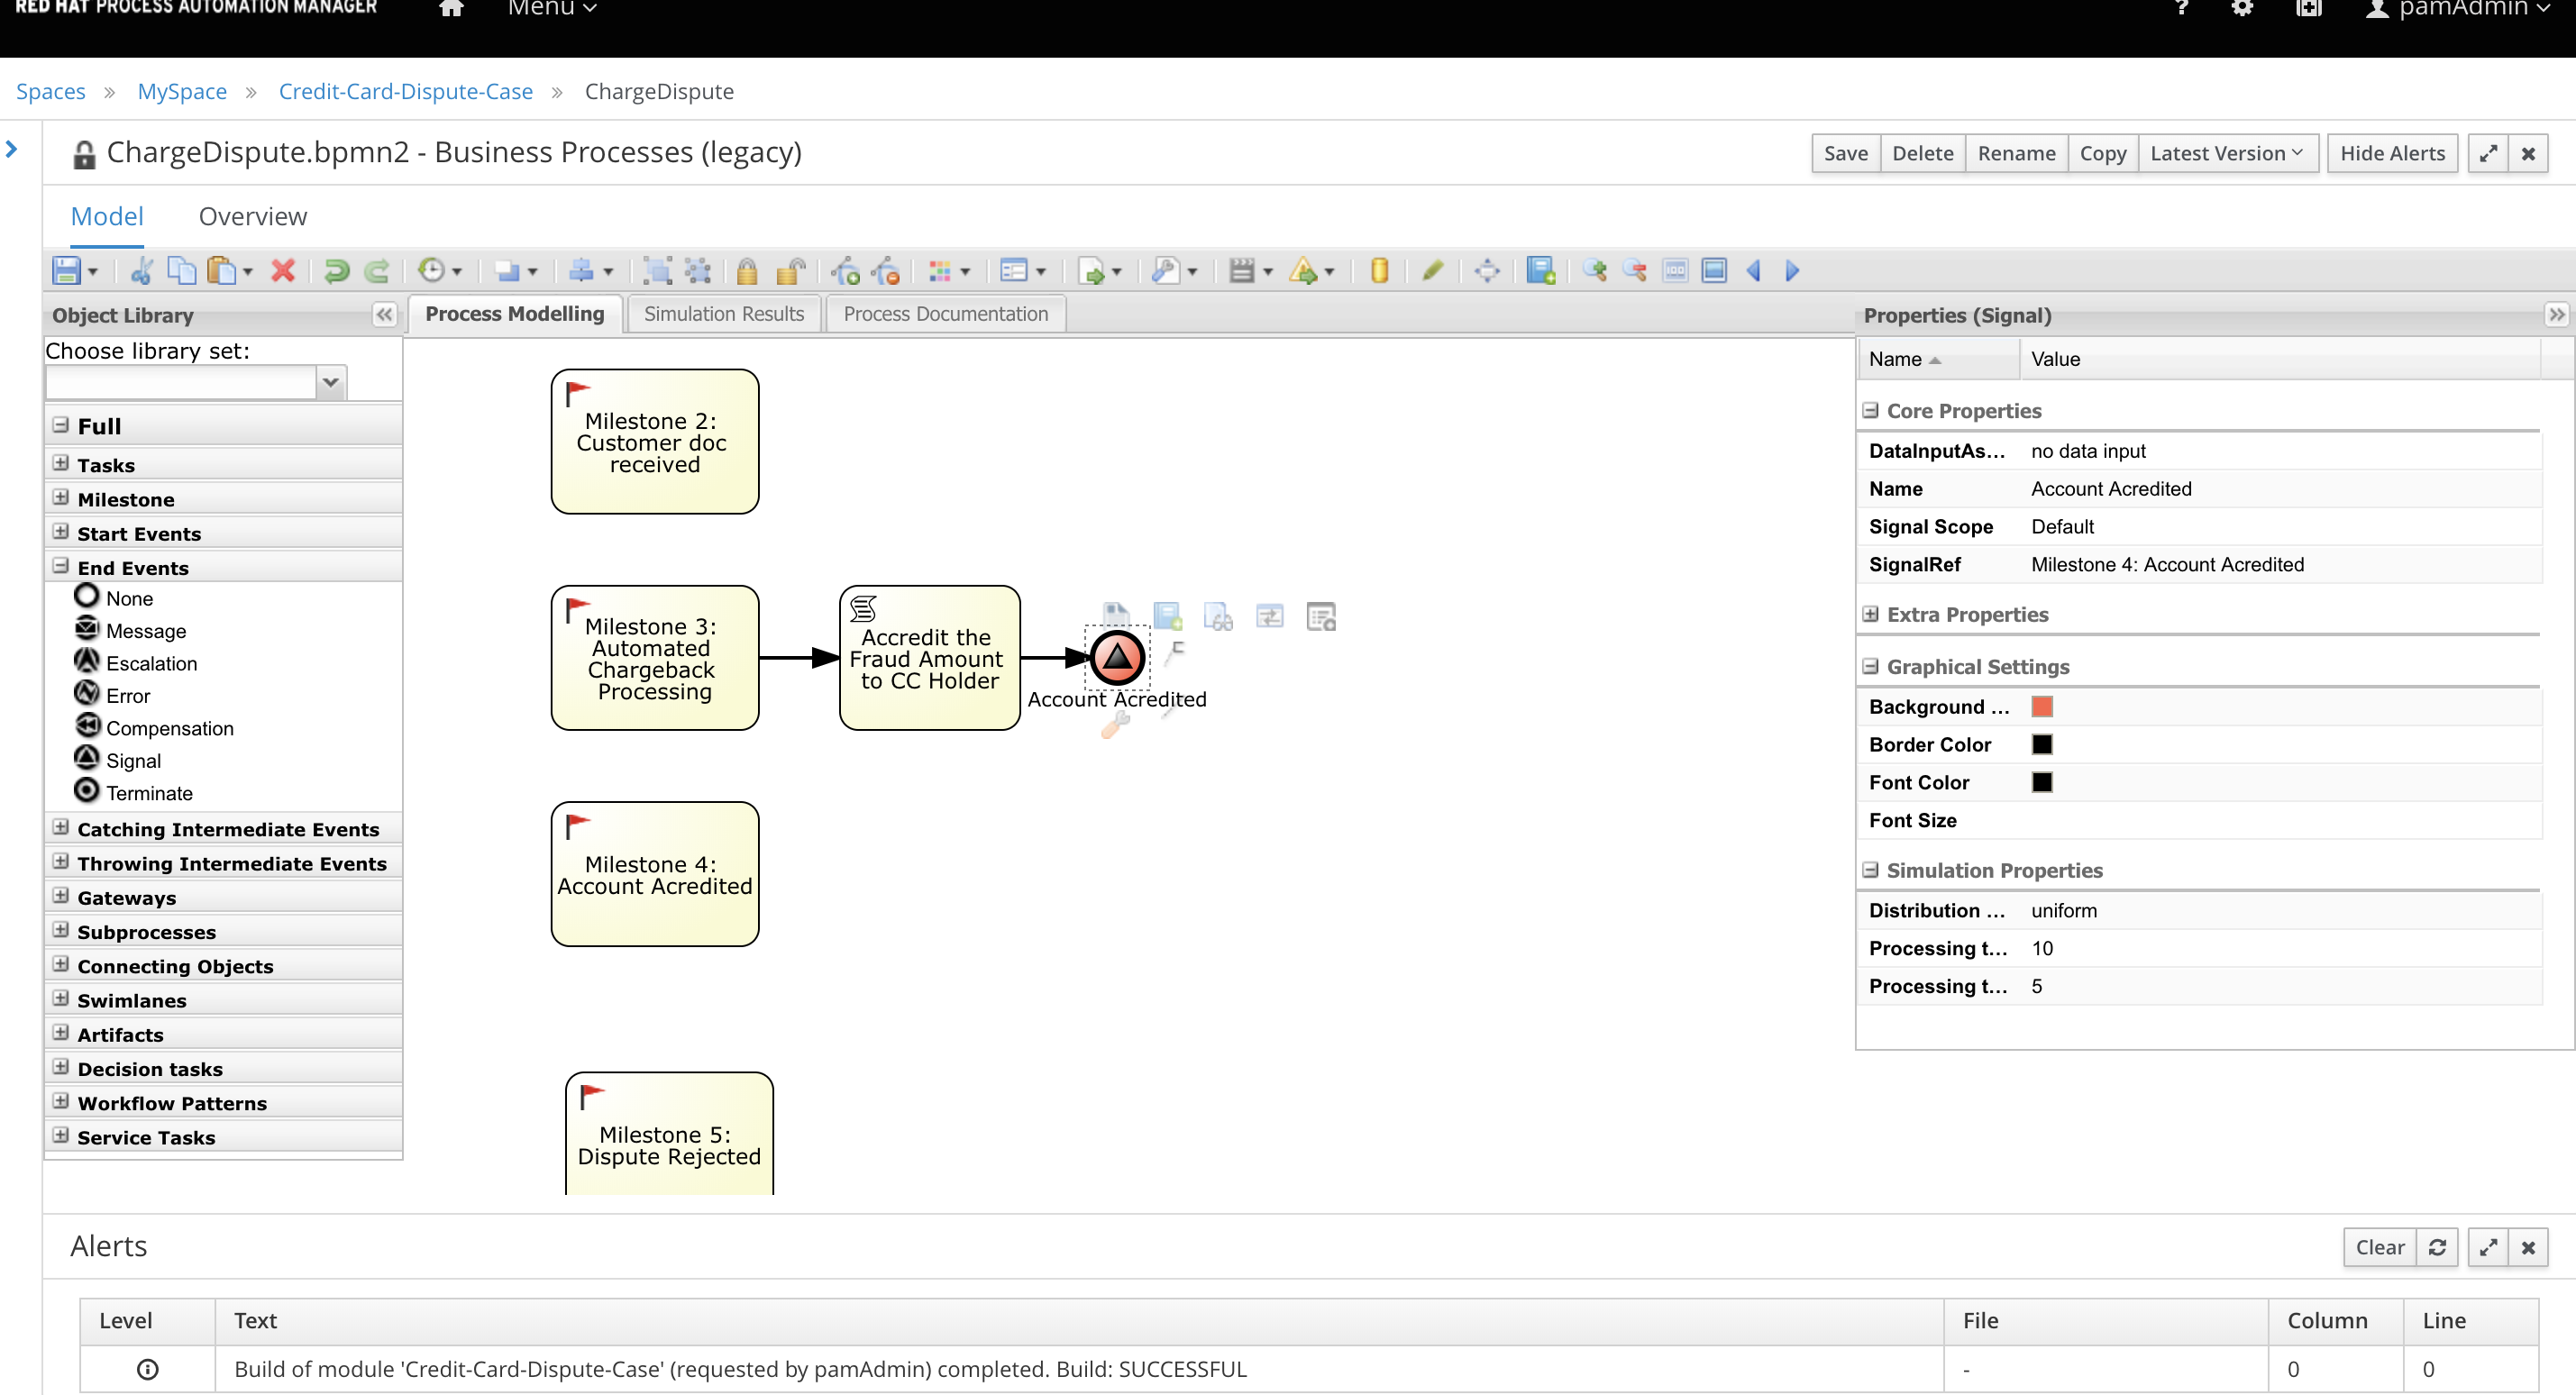 RED HAT PROCESS AUTOMATION MANAGER
Menu
?
pamAdmin
Spaces » MySpace » Credit-Card-Dispute-Case » ChargeDispute
ChargeDispute.bpmn2 - Business Processes (legacy)
Save
Delete
Rename
Copy
Latest Version
Hide Alerts
Model
Overview
Object Library
Choose library set:
Full
Tasks
Milestone
Start Events
End Events
None
Message
Escalation
Error
Compensation
Signal
Terminate
Catching Intermediate Events
Throwing Intermediate Events
Gateways
Subprocesses
Connecting Objects
Swimlanes
Artifacts
Decision tasks
Workflow Patterns
Service Tasks
Process Modelling
Simulation Results
Process Documentation
Milestone 2:
Customer doc
received
Milestone 3:
Automated
Chargeback
Processing
Accredit the
Fraud Amount
to CC Holder
Account Acredited
Milestone 4:
Account Acredited
Milestone 5:
Dispute Rejected
Properties (Signal)
Name Value
Core Properties
DataInputAs... no data input
Name Account Acredited
Signal Scope Default
SignalRef Milestone 4: Account Acredited
Extra Properties
Graphical Settings
Background ...
Border Color
Font Color
Font Size
Simulation Properties
Distribution ... uniform
Processing t... 10
Processing t... 5
Alerts
Clear
Level Text File Column Line
Build of module 'Credit-Card-Dispute-Case' (requested by pamAdmin) completed. Build: SUCCESSFUL - 0 0